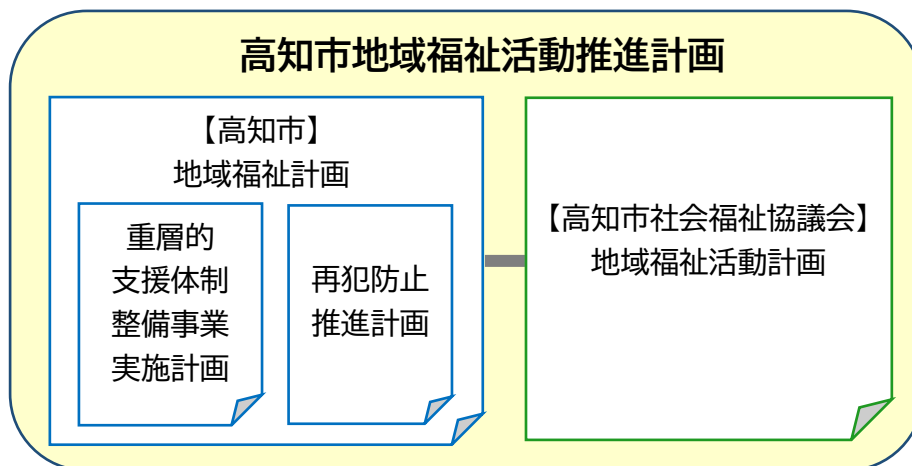 高知市地域福祉活動推進計画
【高知市】
地域福祉計画
重層的
支援体制
整備事業
実施計画
再犯防止
推進計画
【高知市社会福祉協議会】
地域福祉活動計画